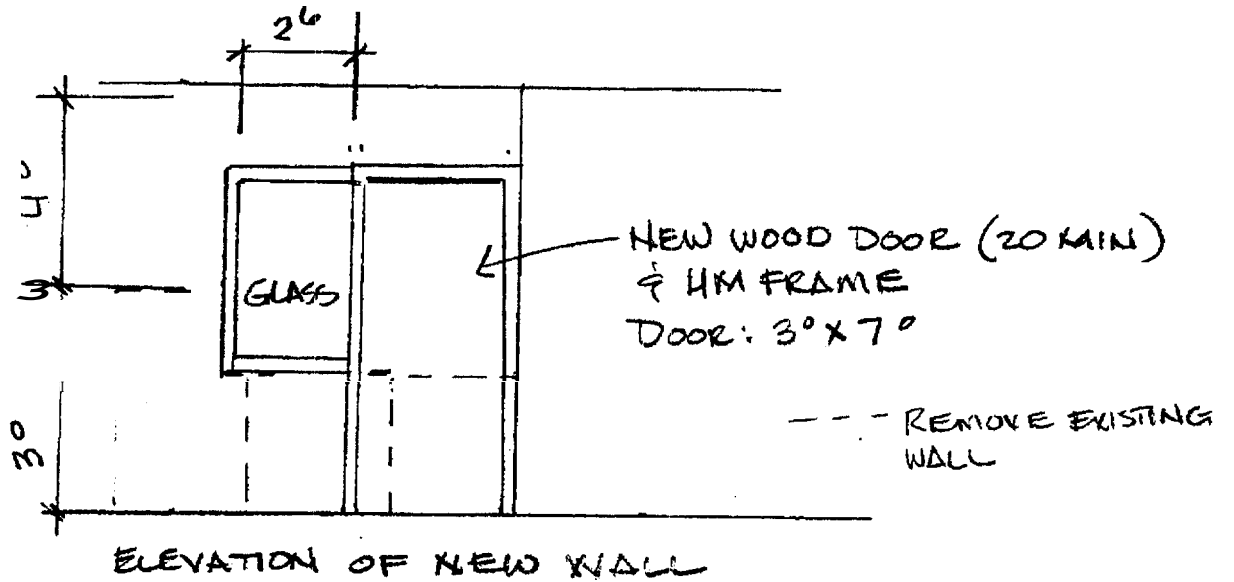 2⁶
4⁰
GLASS
NEW WOOD DOOR (20 MIN)
& HM FRAME
DOOR: 3⁰ X 7⁰
3⁰
--- REMOVE EXISTING
WALL
ELEVATION OF NEW WALL